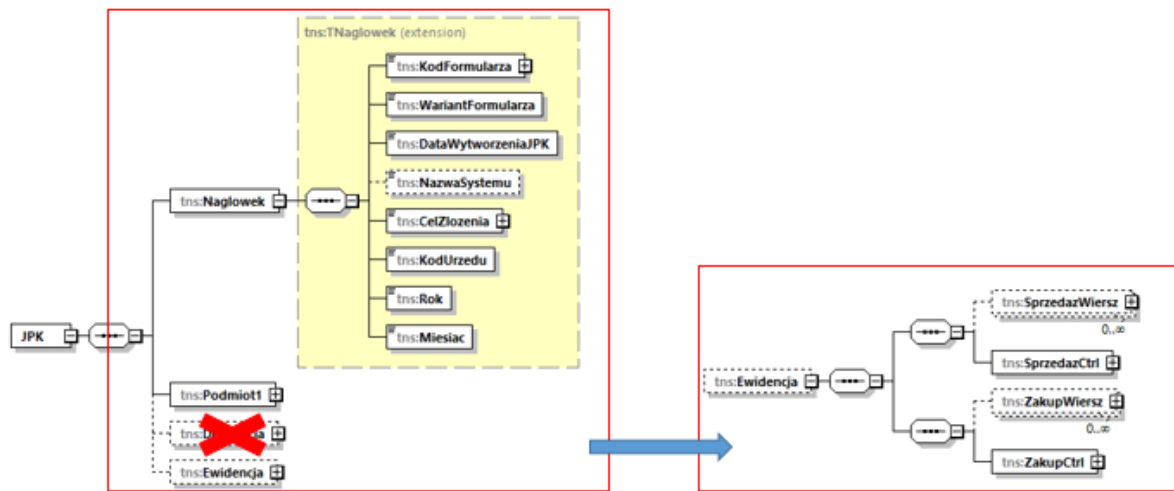 tns:TNaglowek (extension)
tns:KodFormularza
tns:WariantFormularza
tns:DataWytworzeniaJPK
tns:NazwaSystemu
tns:Naglowek
tns:CelZlozenia
tns:KodUrzedu
tns:Rok
tns:Miesiac
JPK
tns:Podmiot1
tns:
tns:Ewidencja
tns:SprzedazWiersz
0..∞
tns:SprzedazCtrl
tns:Ewidencja
tns:ZakupWiersz
0..∞
tns:ZakupCtrl